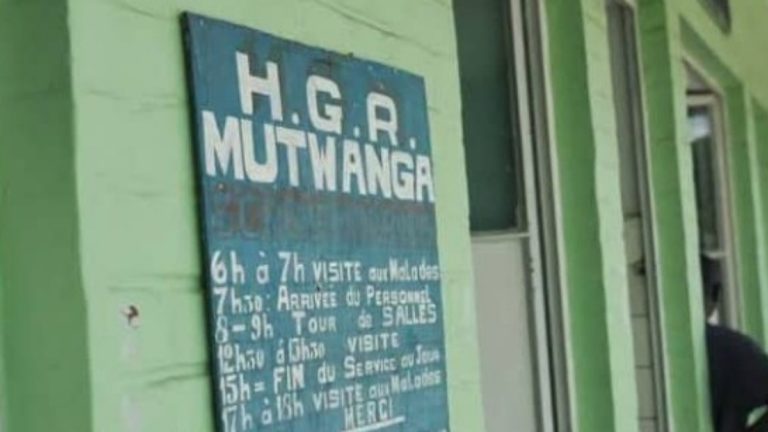 H.G.R.
MUTWANGA
6h à 7h VISITE aux Malades
7h30: ARRIVÉE du PERSONNEL
8-9h TOUR de SALLES
12h30 à 13h30 VISITE
15h = FIN du SERVICE au JOUR
17h à 18h VISITE aux Malades
MERCI